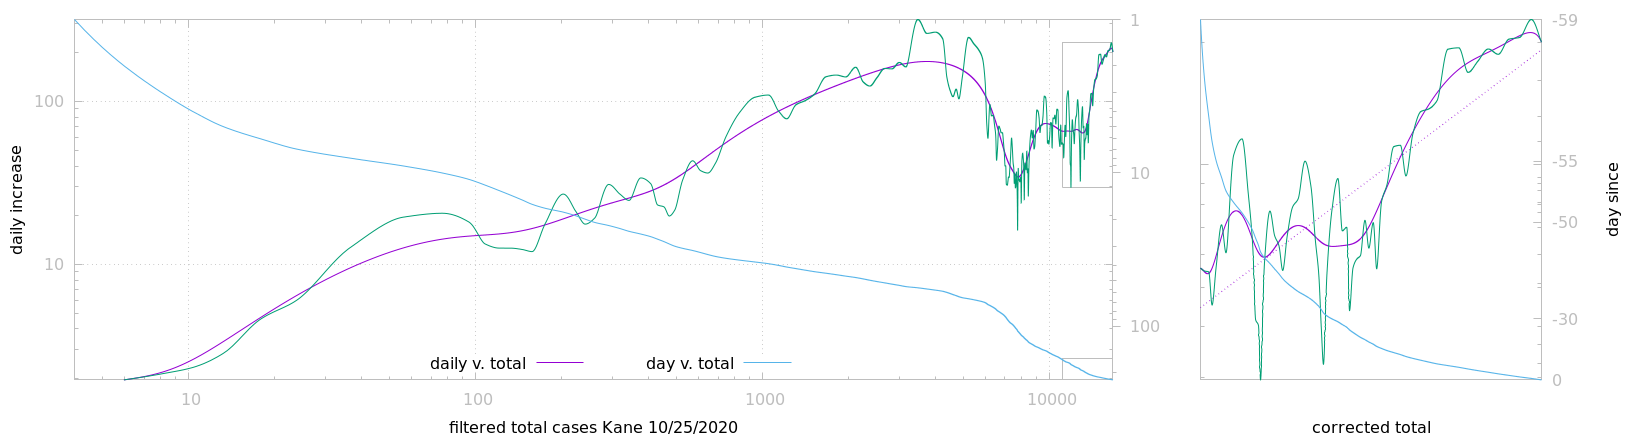 1
-59
100
daily increase
-55
10
-50
day since
10
100
-30
daily v. total
day v. total
0
10
100
1000
10000
filtered total cases Kane 10/25/2020
corrected total